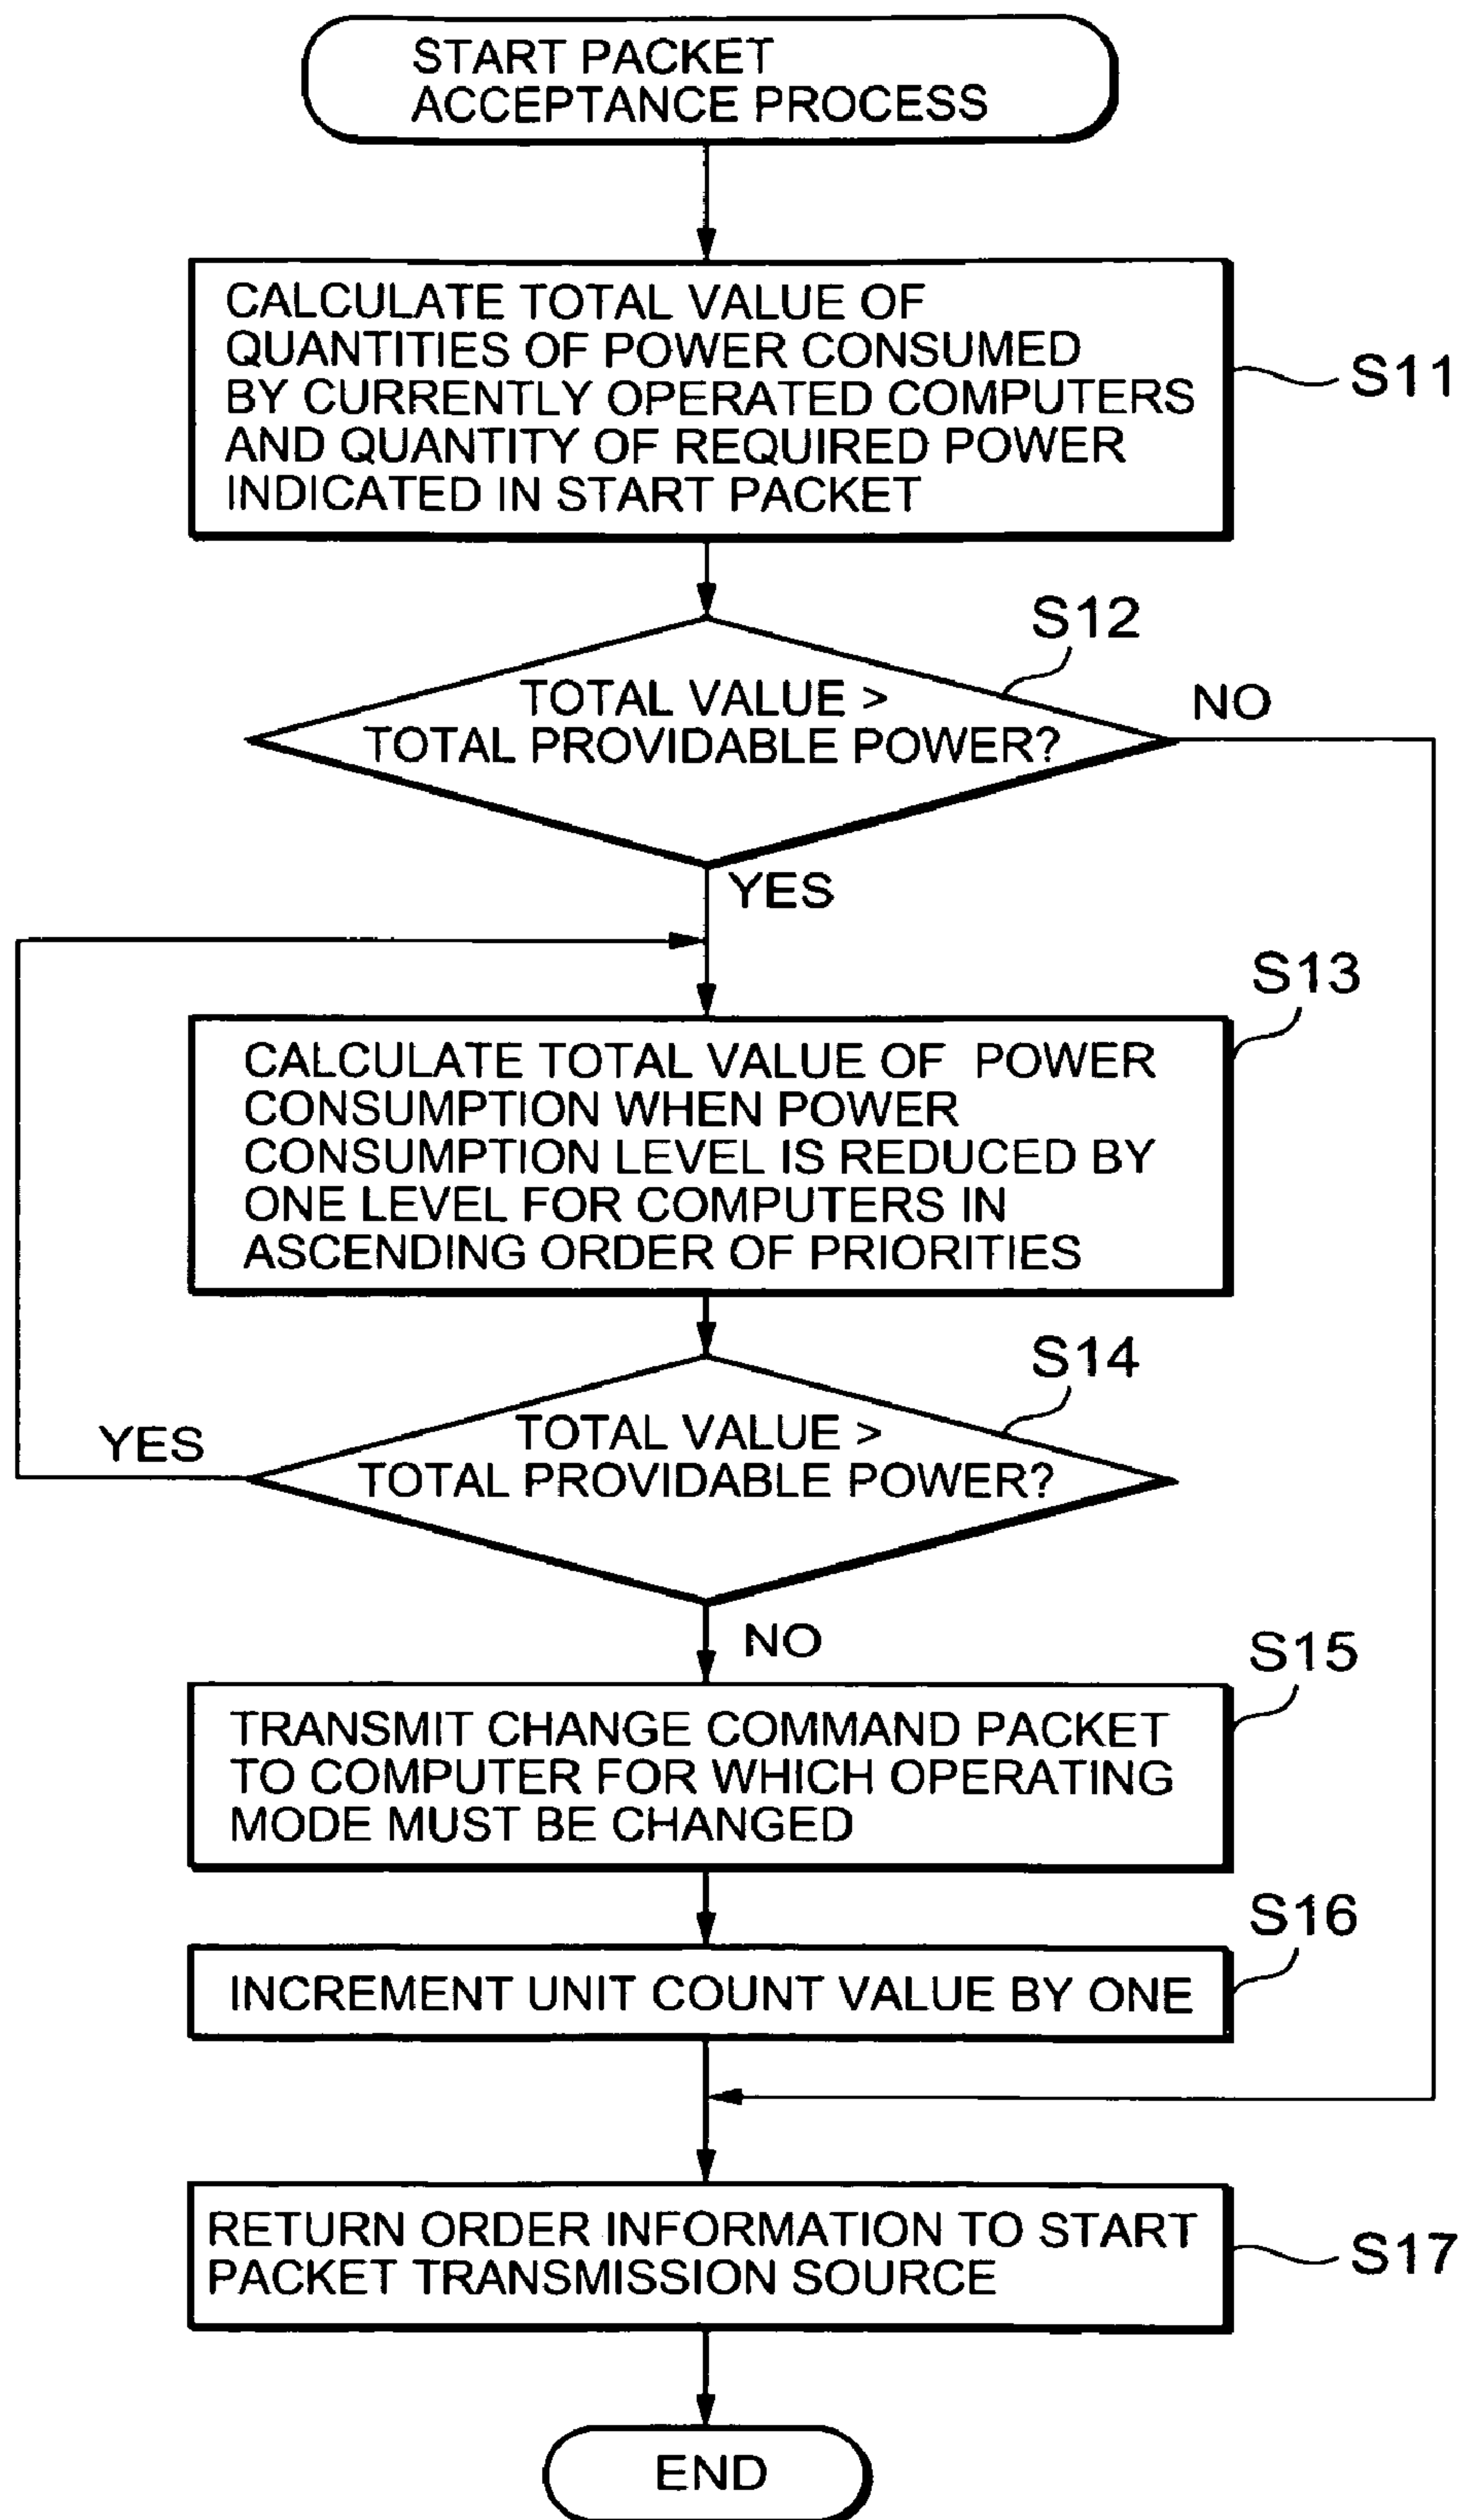 START PACKET
ACCEPTANCE PROCESS
CALCULATE TOTAL VALUE OF
QUANTITIES OF POWER CONSUMED
BY CURRENTLY OPERATED COMPUTERS
AND QUANTITY OF REQUIRED POWER
INDICATED IN START PACKET
S11
S12
TOTAL VALUE >
TOTAL PROVIDABLE POWER?
NO
YES
S13
CALCULATE TOTAL VALUE OF POWER
CONSUMPTION WHEN POWER
CONSUMPTION LEVEL IS REDUCED BY
ONE LEVEL FOR COMPUTERS IN
ASCENDING ORDER OF PRIORITIES
S14
TOTAL VALUE >
TOTAL PROVIDABLE POWER?
YES
NO
S15
TRANSMIT CHANGE COMMAND PACKET
TO COMPUTER FOR WHICH OPERATING
MODE MUST BE CHANGED
S16
INCREMENT UNIT COUNT VALUE BY ONE
RETURN ORDER INFORMATION TO START
PACKET TRANSMISSION SOURCE
S17
END